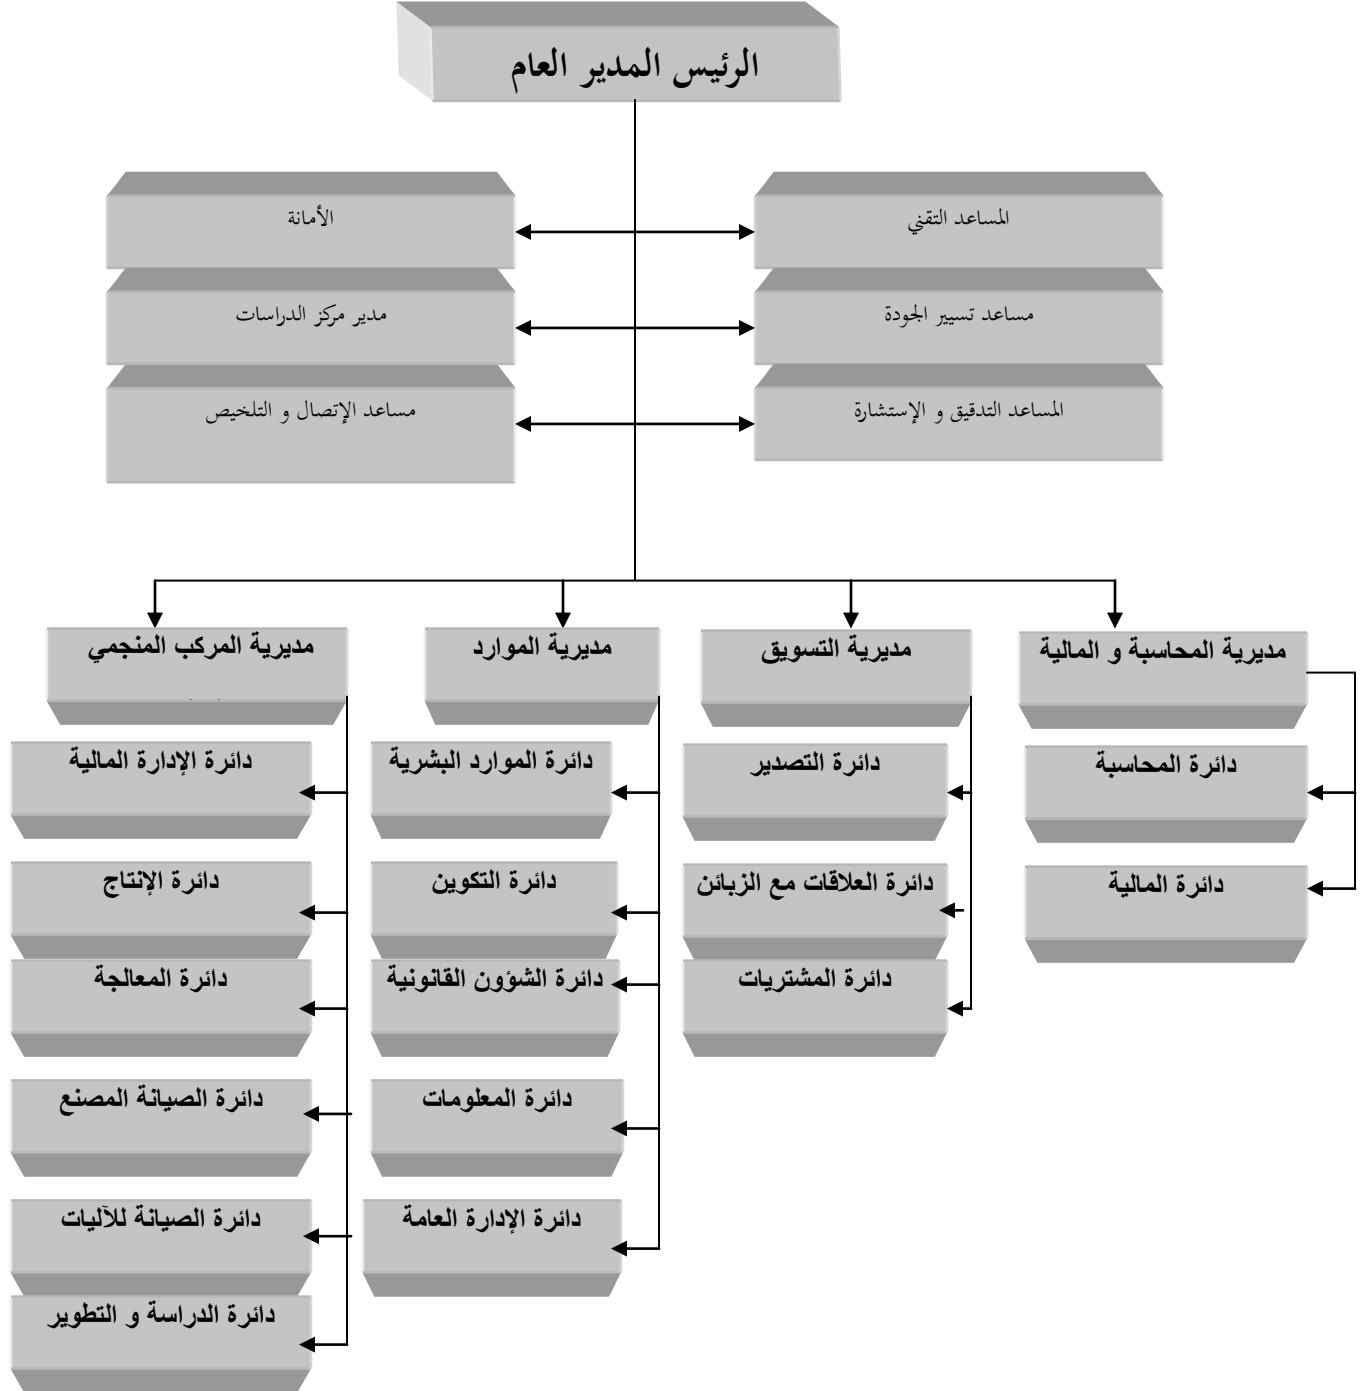 الرئيس المدير العام
المساعد التقني
الأمانة
مساعد تسيير الجودة
مدير مركز الدراسات
المساعد التدقيق و الإستشارة
مساعد الإتصال و التلخيص
مديرية المحاسبة و المالية
مديرية التسويق
مديرية الموارد
مديرية المركب المنجمي
دائرة المحاسبة
دائرة التصدير
دائرة الموارد البشرية
دائرة الإدارة المالية
دائرة المالية
دائرة العلاقات مع الزبائن
دائرة التكوين
دائرة الإنتاج
دائرة المشتريات
دائرة الشؤون القانونية
دائرة المعالجة
دائرة المعلومات
دائرة الصيانة المصنع
دائرة الإدارة العامة
دائرة الصيانة للآليات
دائرة الدراسة و التطوير